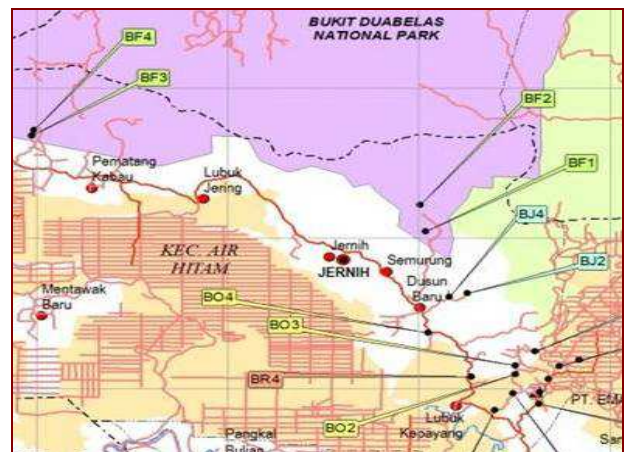 BUKIT DUABELAS
NATIONAL PARK
BF4
BF3
BF2
BF1
BJ4
BJ2
Pematang
Kabau
Lubuk
Jering
KEC. AIR
HITAM
Jernih
JERNIH
Semurung
Dusun
Baru
Mentawak
Baru
BO4
BO3
BR4
BO2
PT. EM
Lubuk
Kepayang
Pangkal